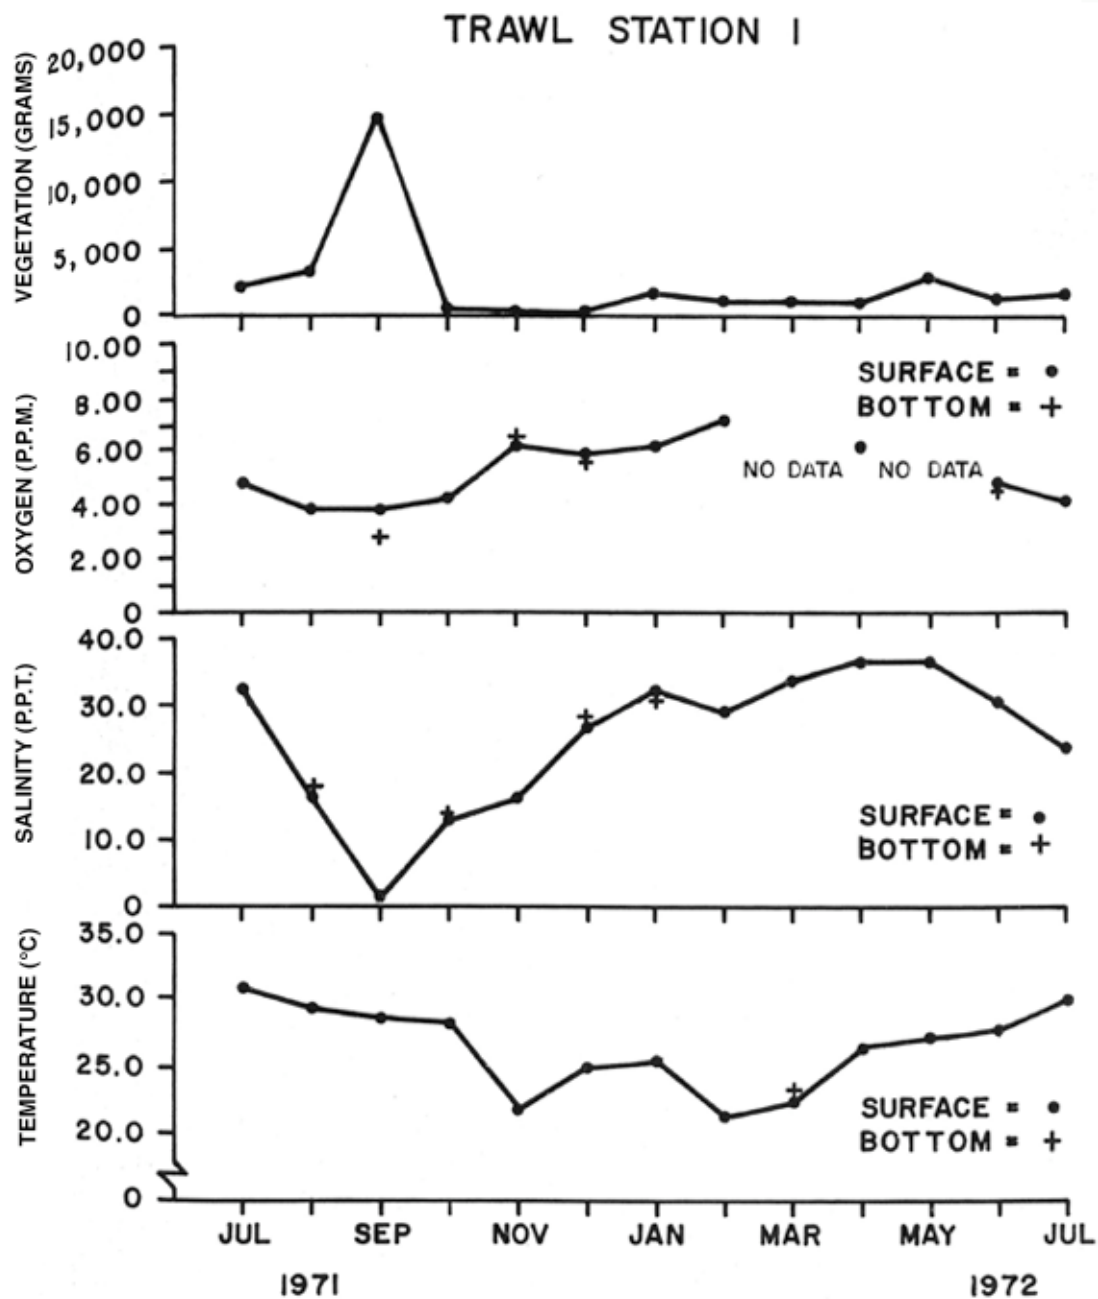 TRAWL STATION I
VEGETATION (GRAMS)
20,000
15,000
10,000
5,000
0
OXYGEN (P.P.M.)
10.00
8.00
6.00
4.00
2.00
0
SURFACE = •
BOTTOM = +
NO DATA NO DATA
SALINITY (P.P.T.)
40.0
30.0
20.0
10.0
0
SURFACE = •
BOTTOM = +
TEMPERATURE (°C)
35.0
30.0
25.0
20.0
0
SURFACE = •
BOTTOM = +
JUL SEP NOV JAN MAR MAY JUL
1971 1972